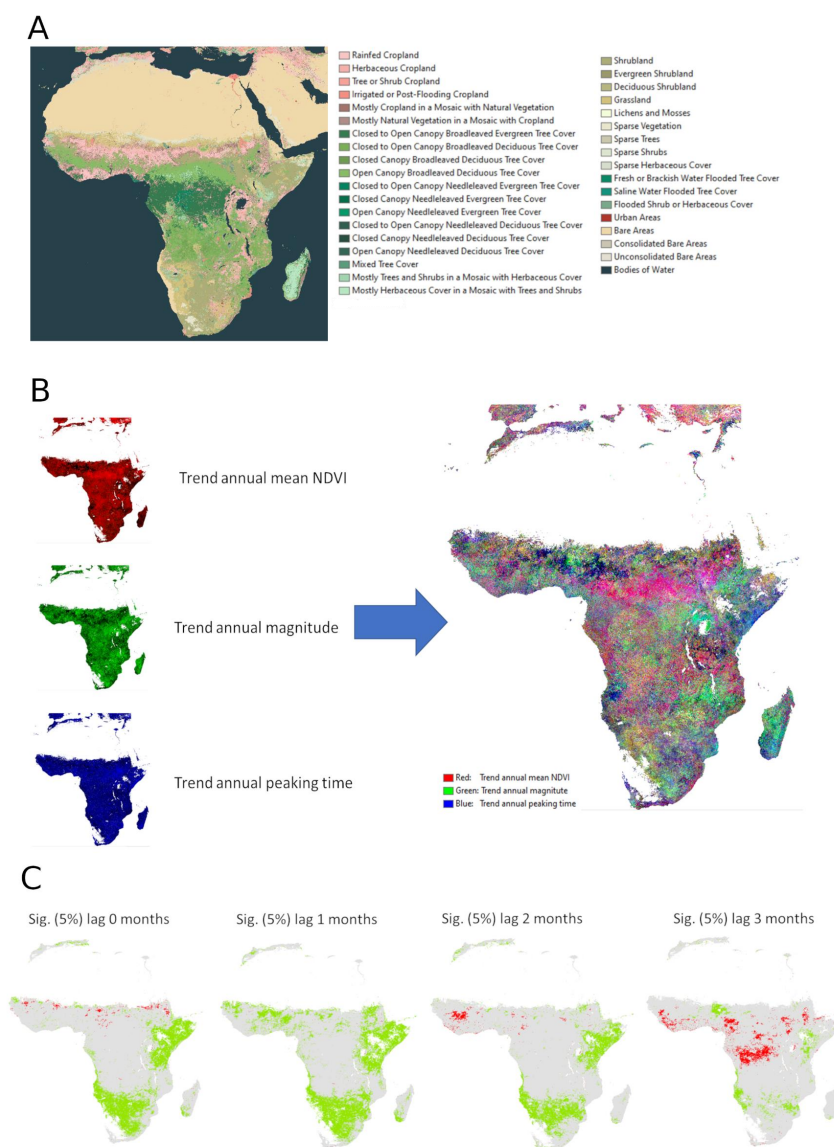 A
Rainfed Cropland
Herbaceous Cropland
Tree or Shrub Cropland
Irrigated or Post-Flooding Cropland
Mostly Cropland in a Mosaic with Natural Vegetation
Mostly Natural Vegetation in a Mosaic with Cropland
Closed to Open Canopy Broadleaved Evergreen Tree Cover
Closed to Open Canopy Broadleaved Deciduous Tree Cover
Closed Canopy Broadleaved Deciduous Tree Cover
Open Canopy Broadleaved Deciduous Tree Cover
Closed to Open Canopy Needleleaved Evergreen Tree Cover
Closed Canopy Needleleaved Evergreen Tree Cover
Open Canopy Needleleaved Evergreen Tree Cover
Closed to Open Canopy Needleleaved Deciduous Tree Cover
Closed Canopy Needleleaved Deciduous Tree Cover
Open Canopy Needleleaved Deciduous Tree Cover
Mixed Tree Cover
Mostly Trees and Shrubs in a Mosaic with Herbaceous Cover
Mostly Herbaceous Cover in a Mosaic with Trees and Shrubs
Shrubland
Evergreen Shrubland
Deciduous Shrubland
Grassland
Lichens and Mosses
Sparse Vegetation
Sparse Trees
Sparse Shrubs
Sparse Herbaceous Cover
Fresh or Brackish Water Flooded Tree Cover
Saline Water Flooded Tree Cover
Flooded Shrub or Herbaceous Cover
Urban Areas
Bare Areas
Consolidated Bare Areas
Unconsolidated Bare Areas
Bodies of Water
B
Trend annual mean NDVI
Trend annual magnitude
Trend annual peaking time
Red: Trend annual mean NDVI
Green: Trend annual magnitute
Blue: Trend annual peaking time
C
Sig. (5%) lag 0 months
Sig. (5%) lag 1 months
Sig. (5%) lag 2 months
Sig. (5%) lag 3 months